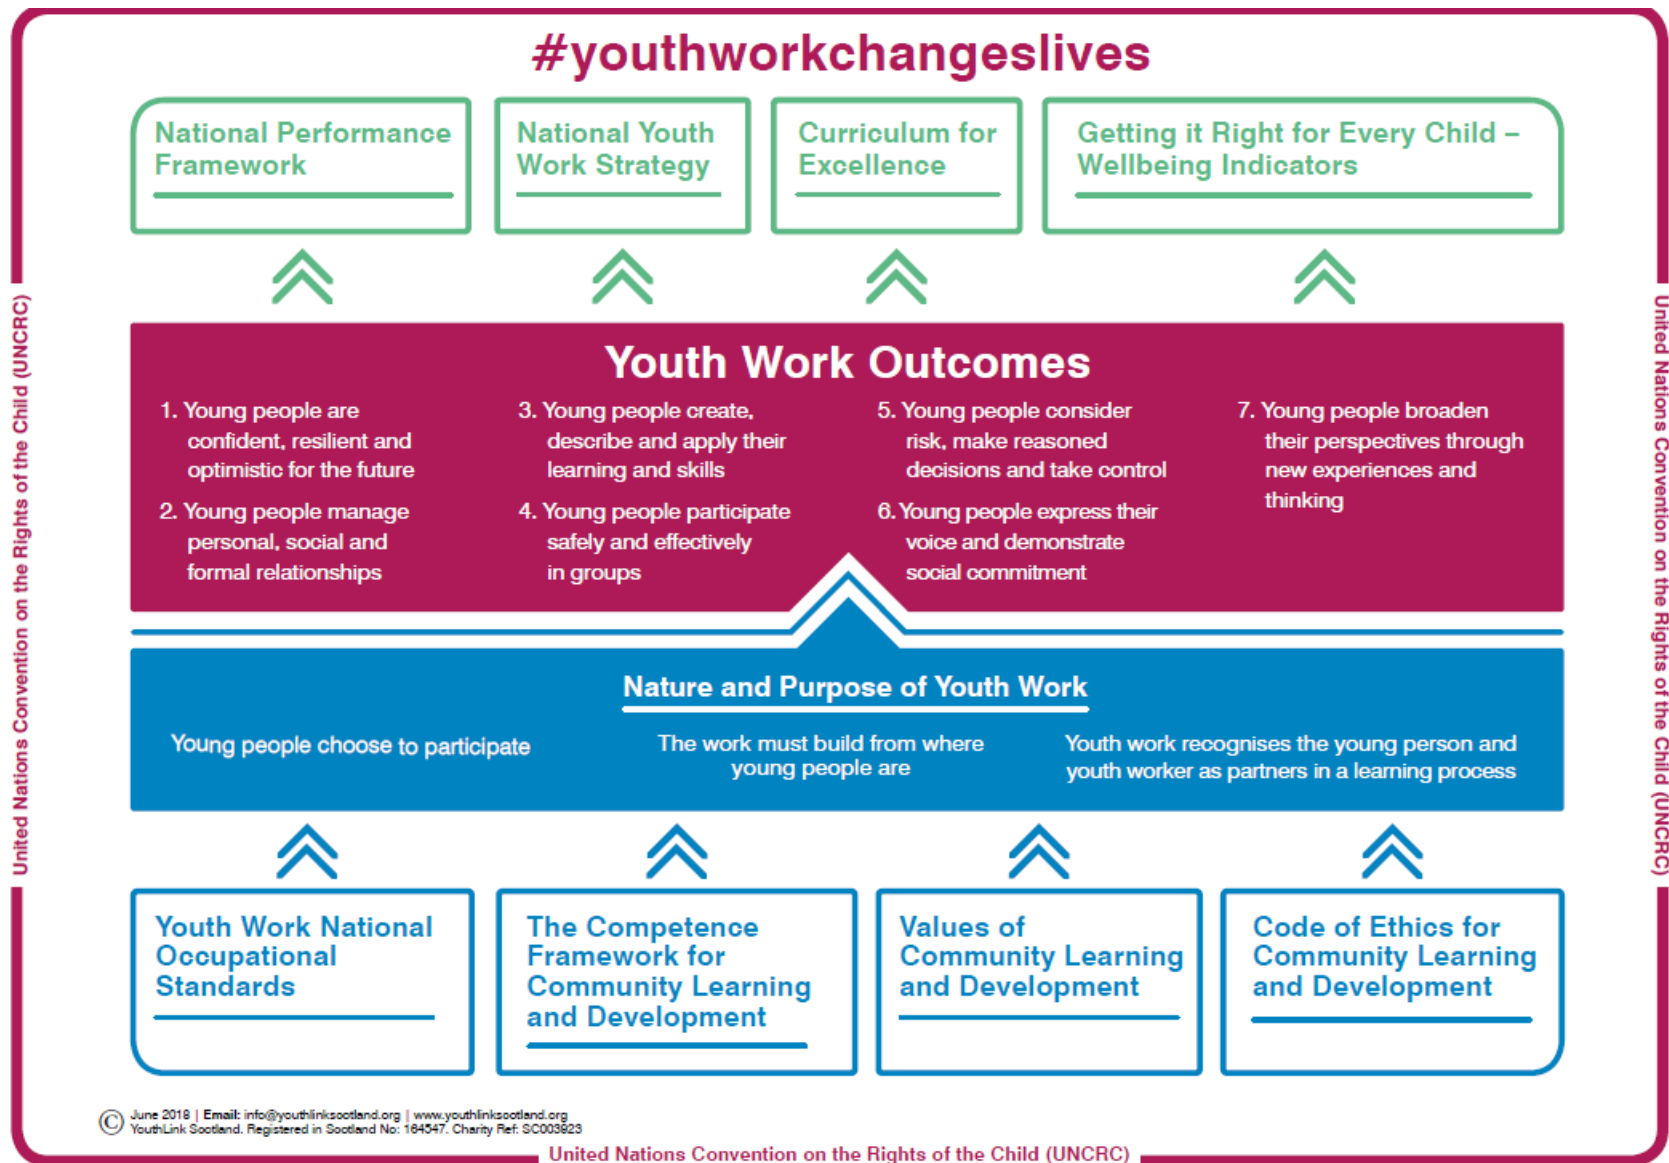 #youthworkchangeslives
National Performance
Framework
National Youth
Work Strategy
Curriculum for
Excellence
Getting it Right for Every Child –
Wellbeing Indicators
United Nations Convention on the Rights of the Child (UNCRC)
United Nations Convention on the Rights of the Child (UNCRC)
Youth Work Outcomes
1. Young people are
confident, resilient and
optimistic for the future
2. Young people manage
personal, social and
formal relationships
3. Young people create,
describe and apply their
learning and skills
4. Young people participate
safely and effectively
in groups
5. Young people consider
risk, make reasoned
decisions and take control
6. Young people express their
voice and demonstrate
social commitment
7. Young people broaden
their perspectives through
new experiences and
thinking
Nature and Purpose of Youth Work
Young people choose to participate
The work must build from where
young people are
Youth work recognises the young person and
youth worker as partners in a learning process
Youth Work National
Occupational
Standards
The Competence
Framework for
Community Learning
and Development
Values of
Community Learning
and Development
Code of Ethics for
Community Learning
and Development
© June 2018 | Email: info@youthlinkscotland.org | www.youthlinkscotland.org
YouthLink Scotland. Registered in Scotland No: 164547. Charity Ref: SC003923
United Nations Convention on the Rights of the Child (UNCRC)